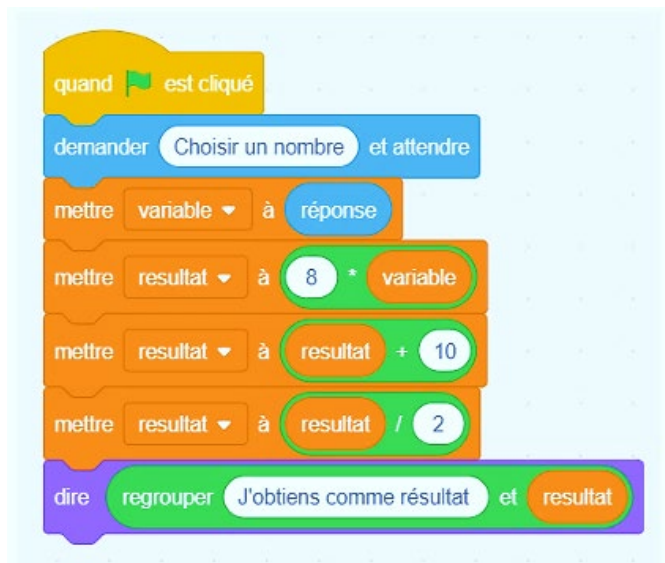 quand est cliqué
demander Choisir un nombre et attendre
mettre variable à réponse
mettre resultat à 8 * variable
mettre resultat à resultat + 10
mettre resultat à resultat / 2
dire regrouper J'obtiens comme résultat et resultat